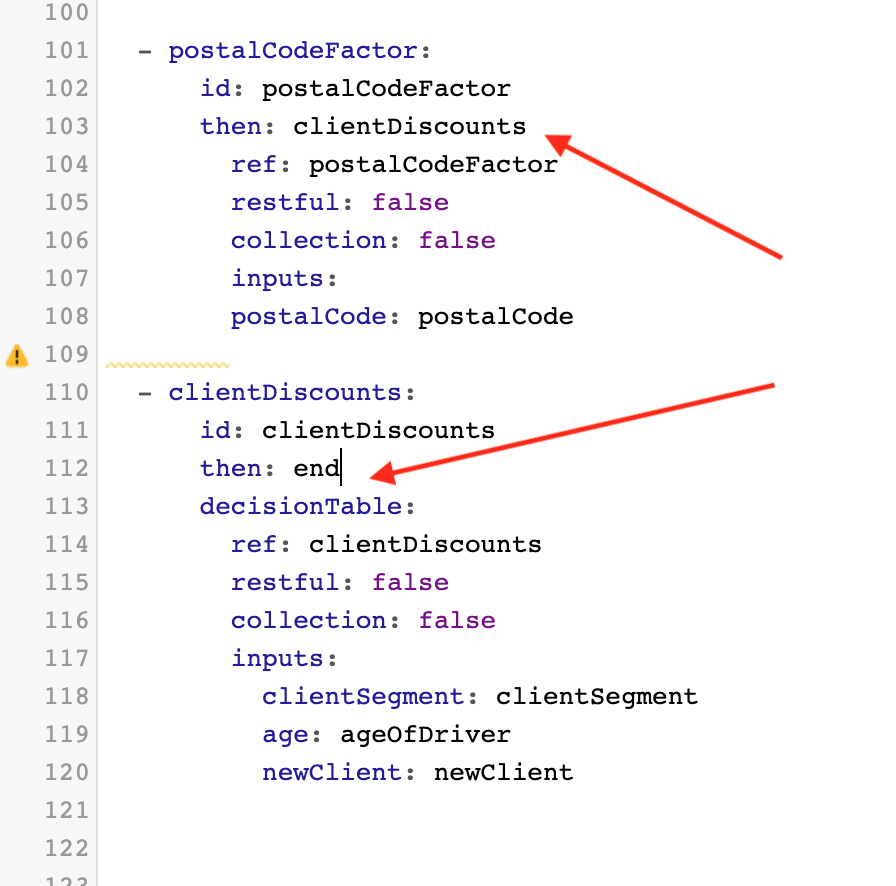 100
101 - postalCodeFactor:
102 id: postalCodeFactor
103 then: clientDiscounts
104 ref: postalCodeFactor
105 restful: false
106 collection: false
107 inputs:
108 postalCode: postalCode
109
110 - clientDiscounts:
111 id: clientDiscounts
112 then: end
113 decisionTable:
114 ref: clientDiscounts
115 restful: false
116 collection: false
117 inputs:
118 clientSegment: clientSegment
119 age: ageOfDriver
120 newClient: newClient
121
122
123